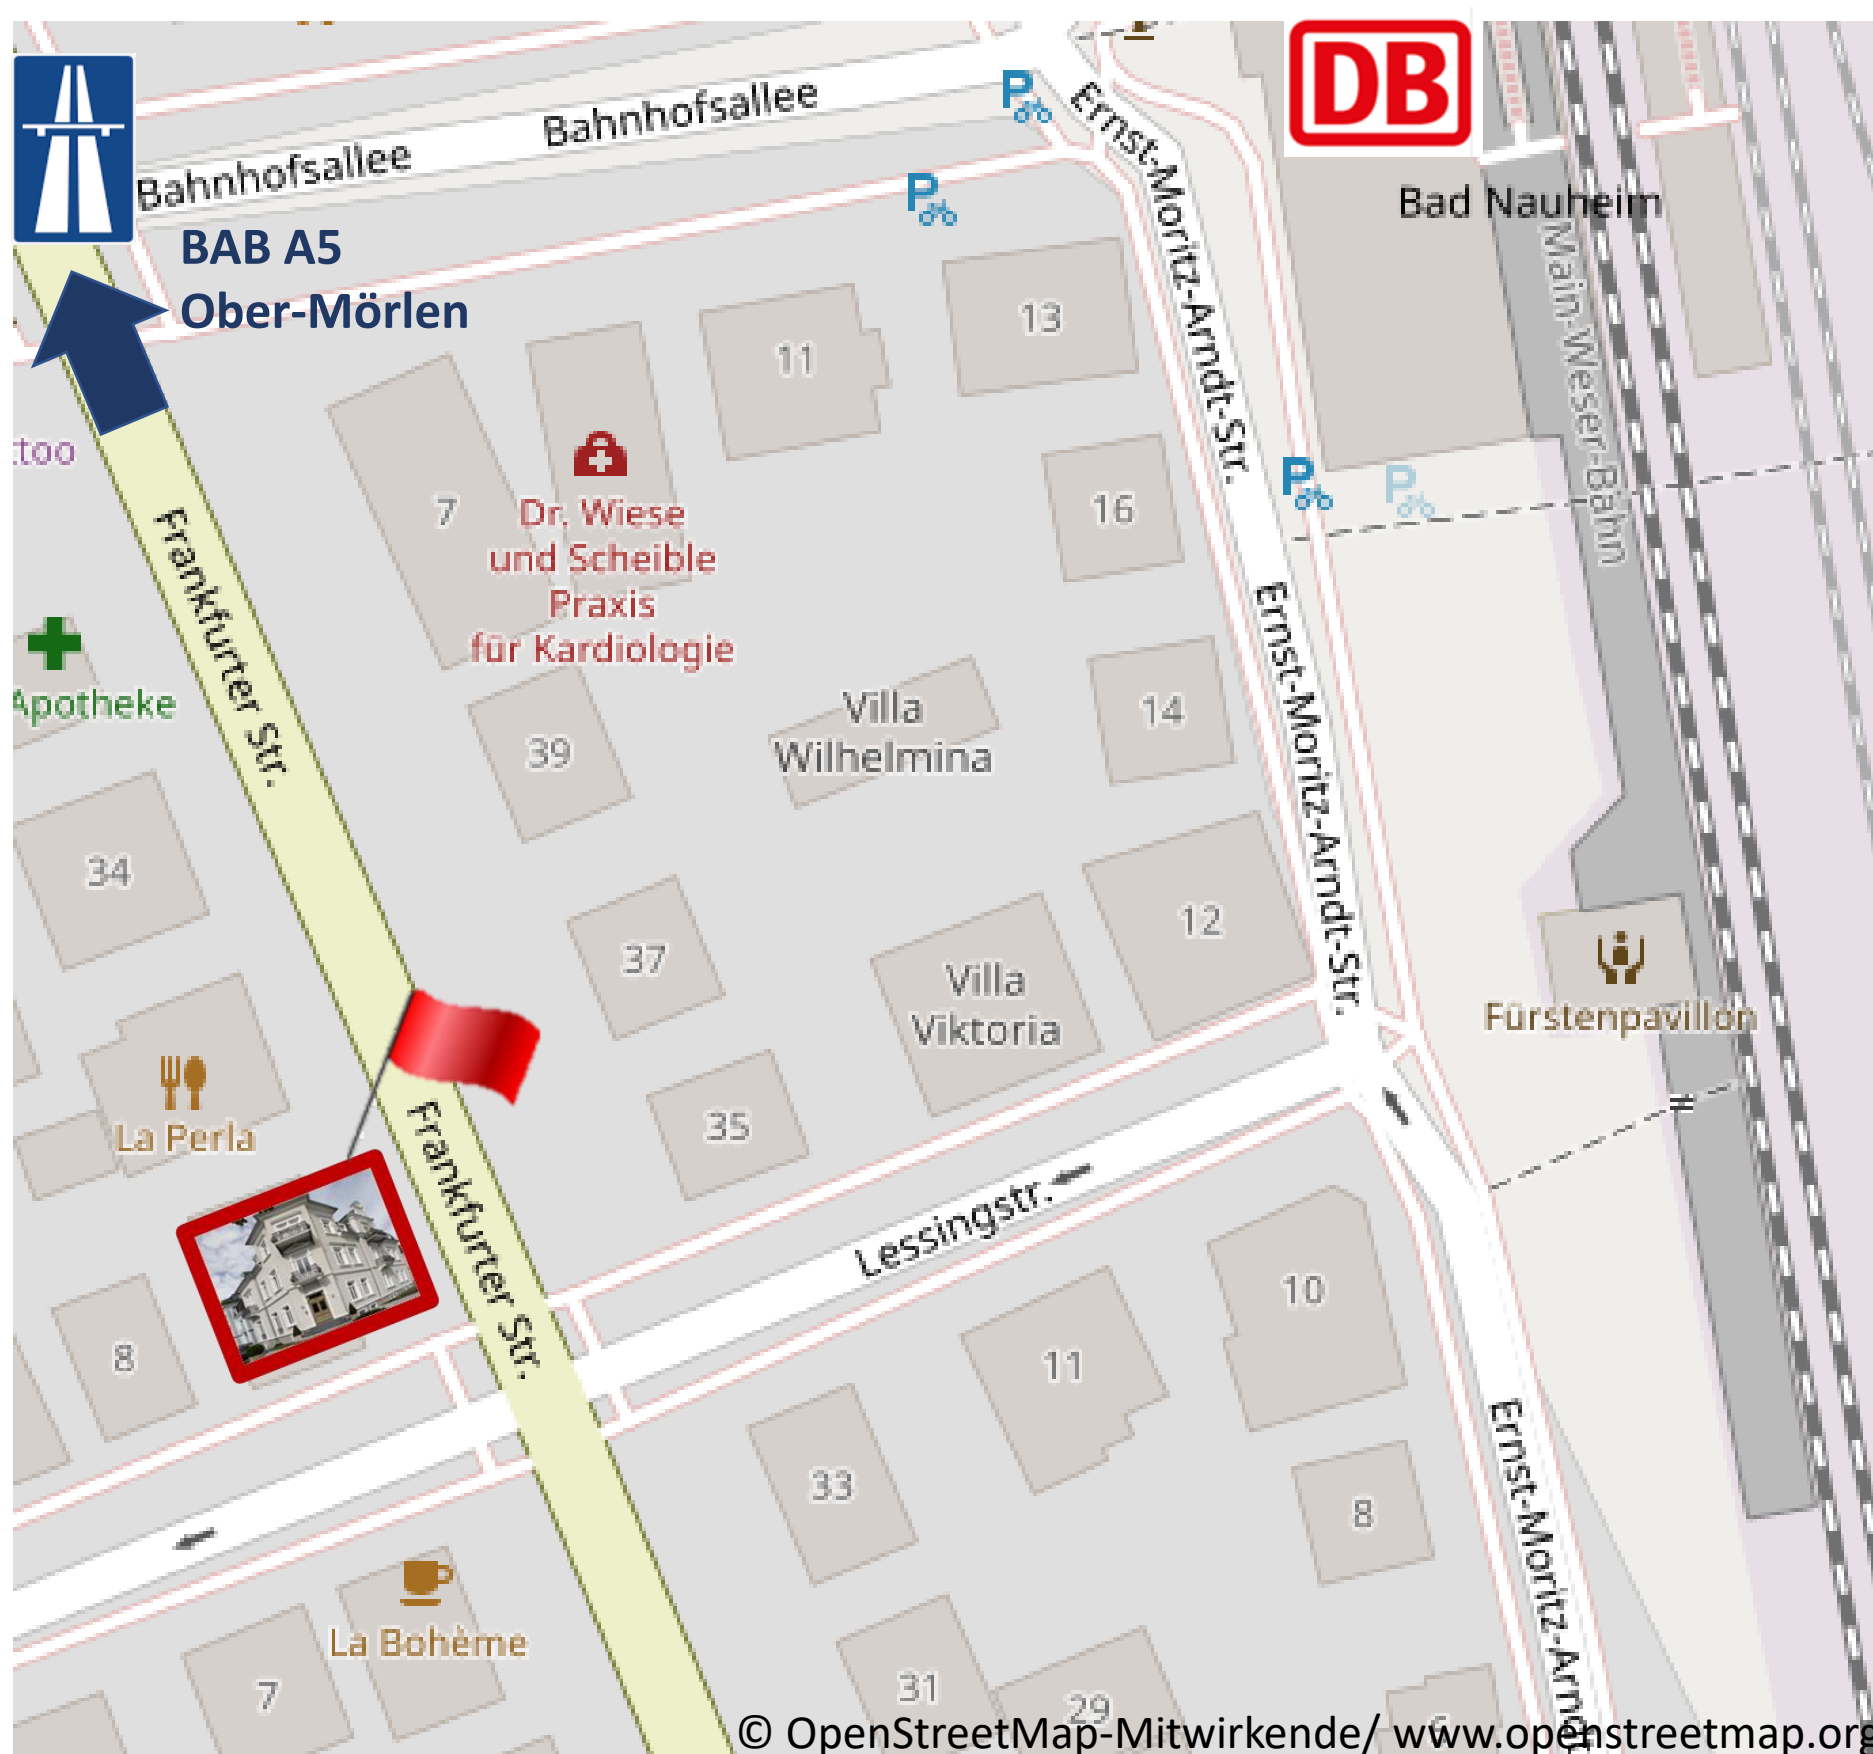 DB
Bahnhofsallee
Bahnhofsallee
P
P
Ernst-Moritz-Arndt-Str.
Bad Nauheim
BAB A5
Ober-Mörlen
Main-Weser-Bahn
13
11
too
7
Dr. Wiese
und Scheible
Praxis
für Kardiologie
16
P
P
Frankfurter Str.
Apotheke
Ernst-Moritz-Arndt-Str.
39
Villa
Wilhelmina
14
34
37
12
Villa
Viktoria
Fürstenpavillon
La Perla
35
Frankfurter Str.
Lessingstr.
8
10
11
33
8
Ernst-Moritz-Arnd
La Bohème
7
31
29
© OpenStreetMap-Mitwirkende/ www.openstreetmap.org